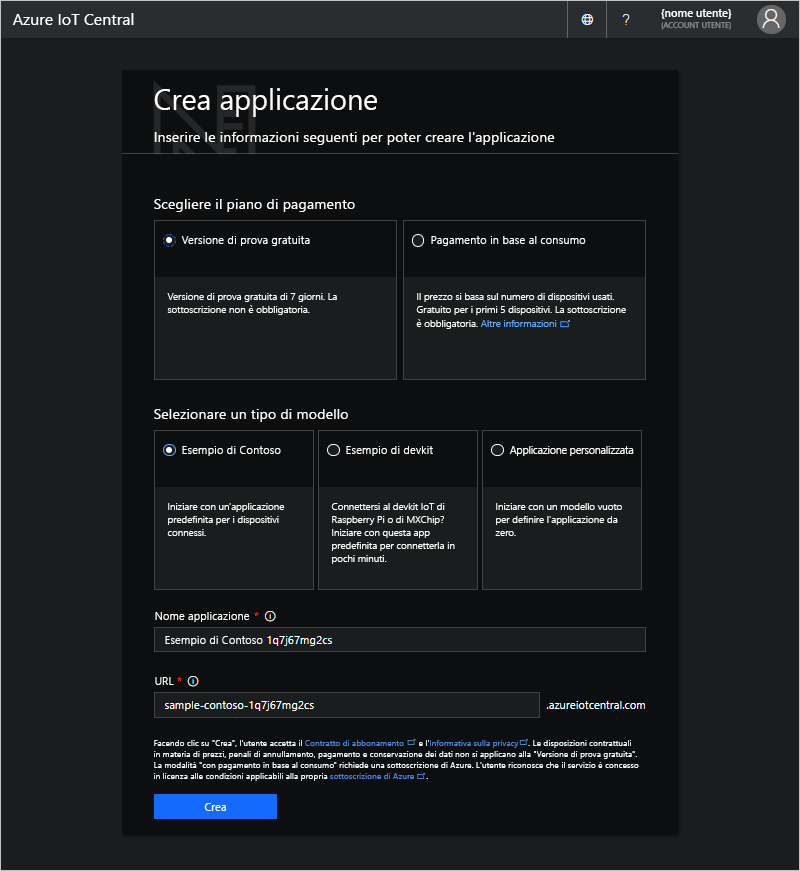 Azure IoT Central
?
{nome utente}
(ACCOUNT UTENTE)
Crea applicazione
Inserire le informazioni seguenti per poter creare l'applicazione
Scegliere il piano di pagamento
Versione di prova gratuita
Versione di prova gratuita di 7 giorni. La
sottoscrizione non è obbligatoria.
Pagamento in base al consumo
Il prezzo si basa sul numero di dispositivi usati.
Gratuito per i primi 5 dispositivi. La sottoscrizione
è obbligatoria. Altre informazioni
Selezionare un tipo di modello
Esempio di Contoso
Iniziare con un'applicazione
predefinita per i dispositivi
connessi.
Esempio di devkit
Connettersi al devkit IoT di
Raspberry Pi o di MXChip?
Iniziare con questa app
predefinita per connetterla in
pochi minuti.
Applicazione personalizzata
Iniziare con un modello vuoto
per definire l'applicazione da
zero.
Nome applicazione *
Esempio di Contoso 1q7j67mg2cs
URL *
sample-contoso-1q7j67mg2cs .azureiotcentral.com
Facendo clic su "Crea", l'utente accetta il Contratto di abbonamento e l'Informativa sulla privacy. Le disposizioni contrattuali
in materia di prezzi, penali di annullamento, pagamento e conservazione dei dati non si applicano alla "Versione di prova gratuita".
La modalità "con pagamento in base al consumo" richiede una sottoscrizione di Azure. L'utente riconosce che il servizio è concesso
in licenza alle condizioni applicabili alla propria sottoscrizione di Azure.
Crea